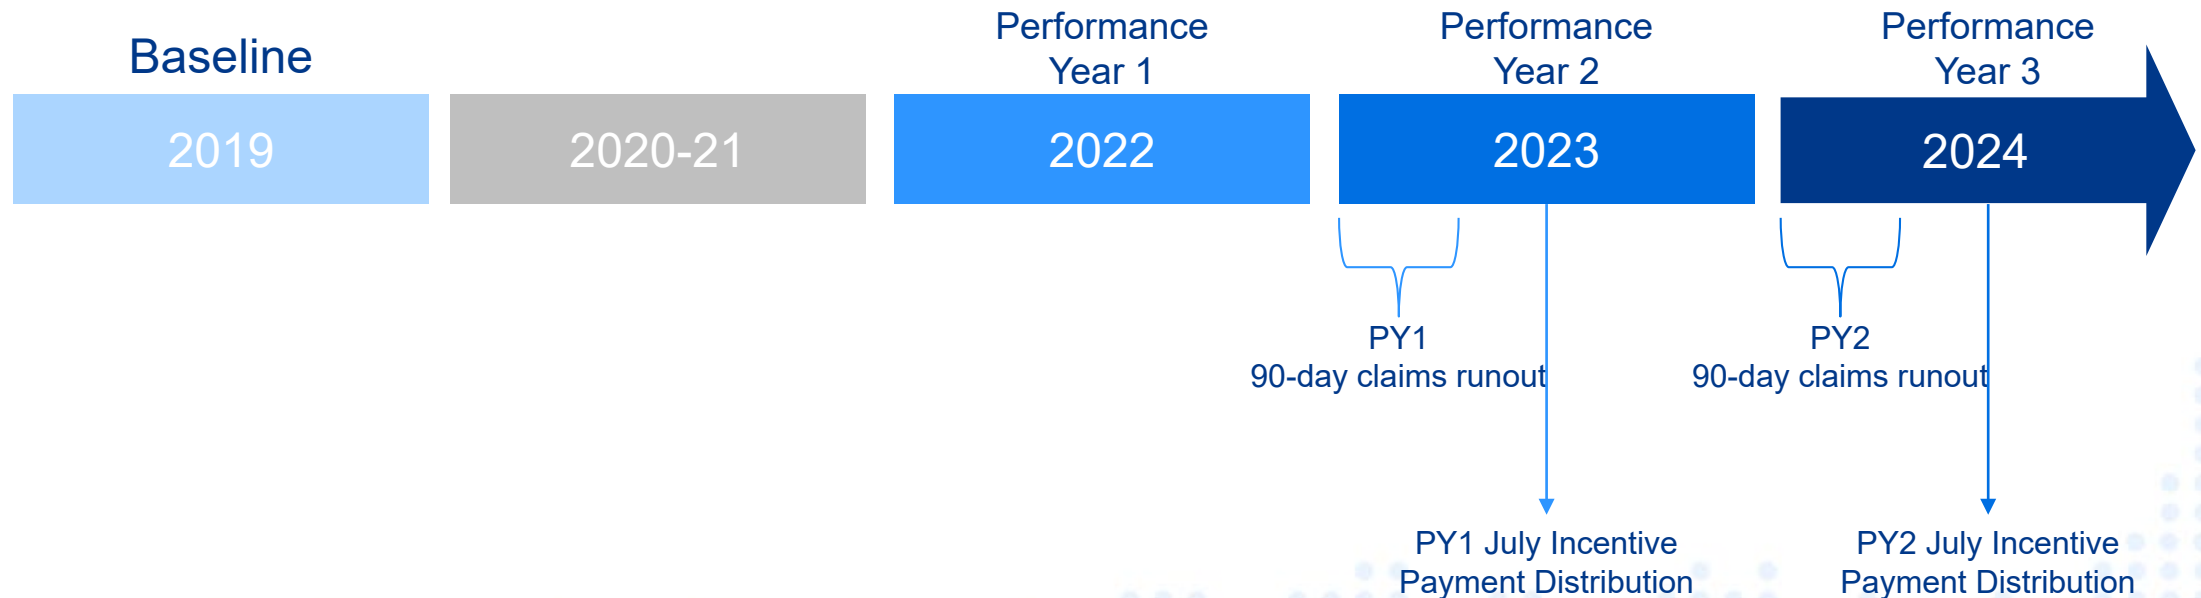 Baseline
Performance
Year 1
Performance
Year 2
Performance
Year 3
2019
2020-21
2022
2023
2024
PY1
90-day claims runout
PY2
90-day claims runout
PY1 July Incentive
Payment Distribution
PY2 July Incentive
Payment Distribution